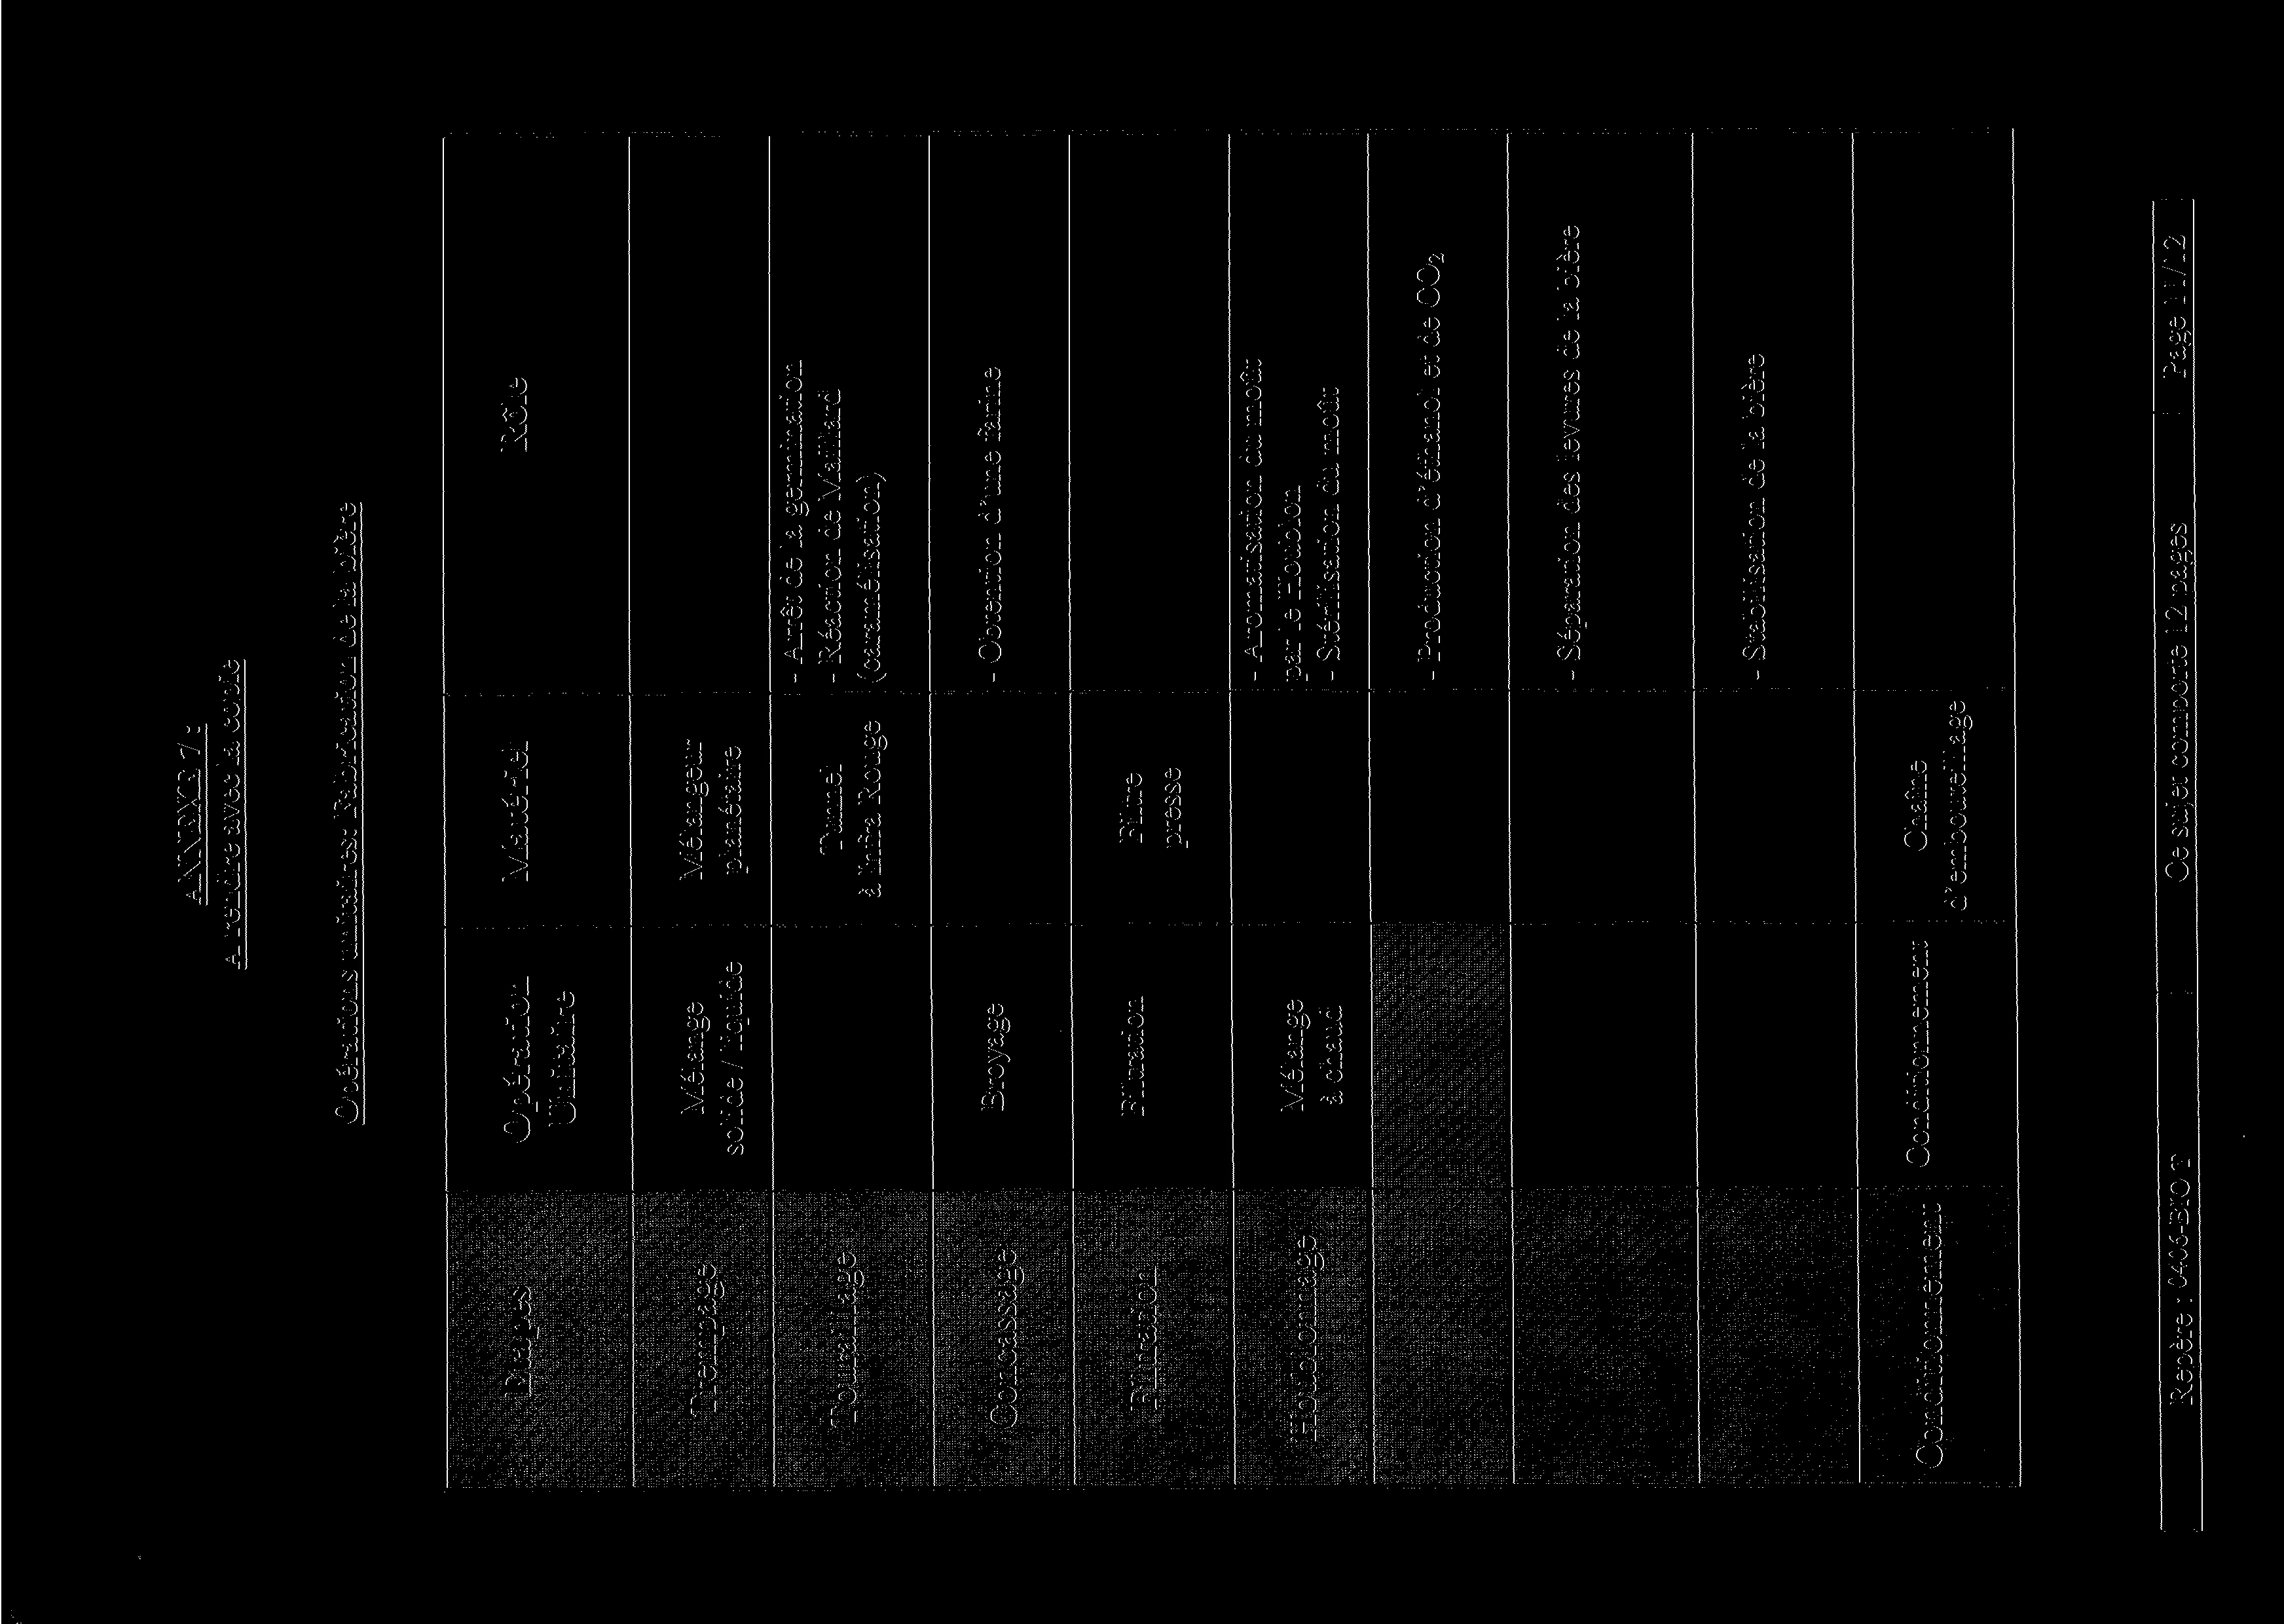 ANNEXE 7 :
A rendre avec la copie
Opérations unitaires: Fabrication de la bière
Etapes
Opération
Unitaire
Matériel
Rôle
Trempage
Mélange
solide / liquide
Mélangeur
planétaire
Touraillage
Tunnel
à Infra Rouge
- Arrêt de la germination
- Réaction de Maillard
(caramélisation)
Concassage
Broyage
- Obtention d'une farine
Filtration
Filtration
Filtre
presse
Houblonnage
Mélange
à chaud
- Aromatisation du moût
par le Houblon
- Stérilisation du moût
- Production d'éthanol et de CO₂
- Séparation des levures de la bière
- Stabilisation de la bière
Conditionnement
Conditionnement
Chaîne
d'embouteillage
Repère : 0406-BIO T
Ce sujet comporte 12 pages
Page 11/12